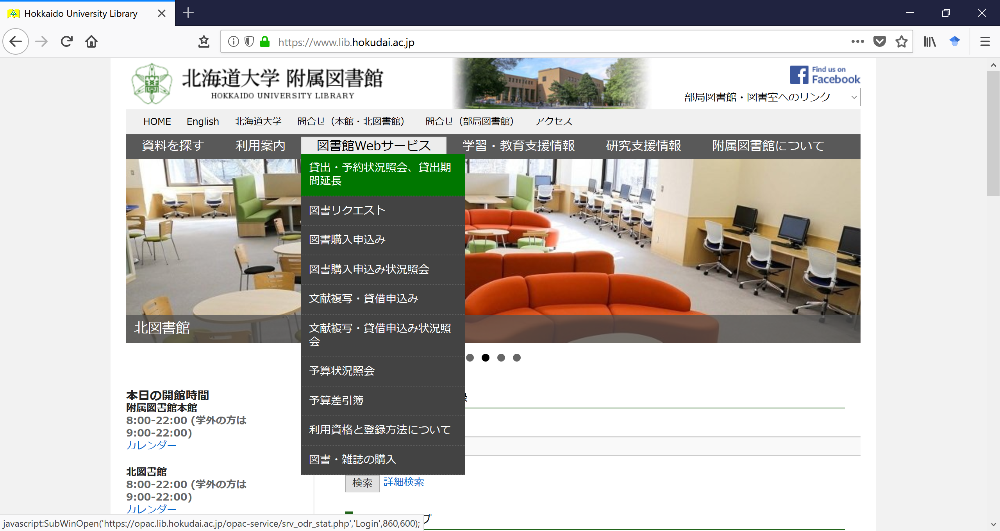 Hokkaido University Library
https://www.lib.hokudai.ac.jp
北海道大学 附属図書館
HOKKAIDO UNIVERSITY LIBRARY
Find us on
Facebook
部局図書館・図書室へのリンク
HOME English 北海道大学 問合せ（本館・北図書館） 問合せ（部局図書館） アクセス
資料を探す 利用案内 図書館Webサービス 学習・教育支援情報 研究支援情報 附属図書館について
貸出・予約状況照会、貸出期
間延長
図書リクエスト
図書購入申込み
図書購入申込み状況照会
文献複写・貸借申込み
文献複写・貸借申込み状況照
会
予算状況照会
予算差引簿
利用資格と登録方法について
図書・雑誌の購入
北図書館
本日の開館時間
附属図書館本館
8:00-22:00 (学外の方は
9:00-22:00)
カレンダー
北図書館
8:00-22:00 (学外の方は
9:00-22:00)
カレンダー
検索 詳細検索
プ
javascript:SubWinOpen('https://opac.lib.hokudai.ac.jp/opac-service/srv_odr_stat.php','Login',860,600);